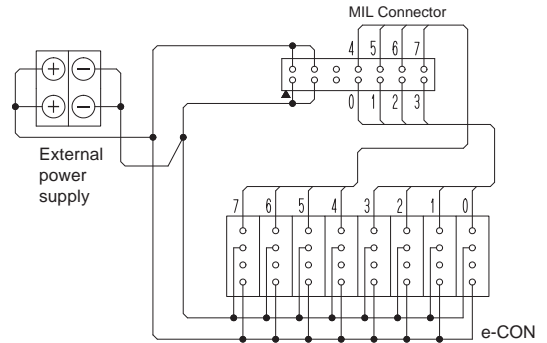 MIL Connector
4 5 6 7
+ −
+ −
0 1 2 3
External
power
supply
7 6 5 4 3 2 1 0
e-CON